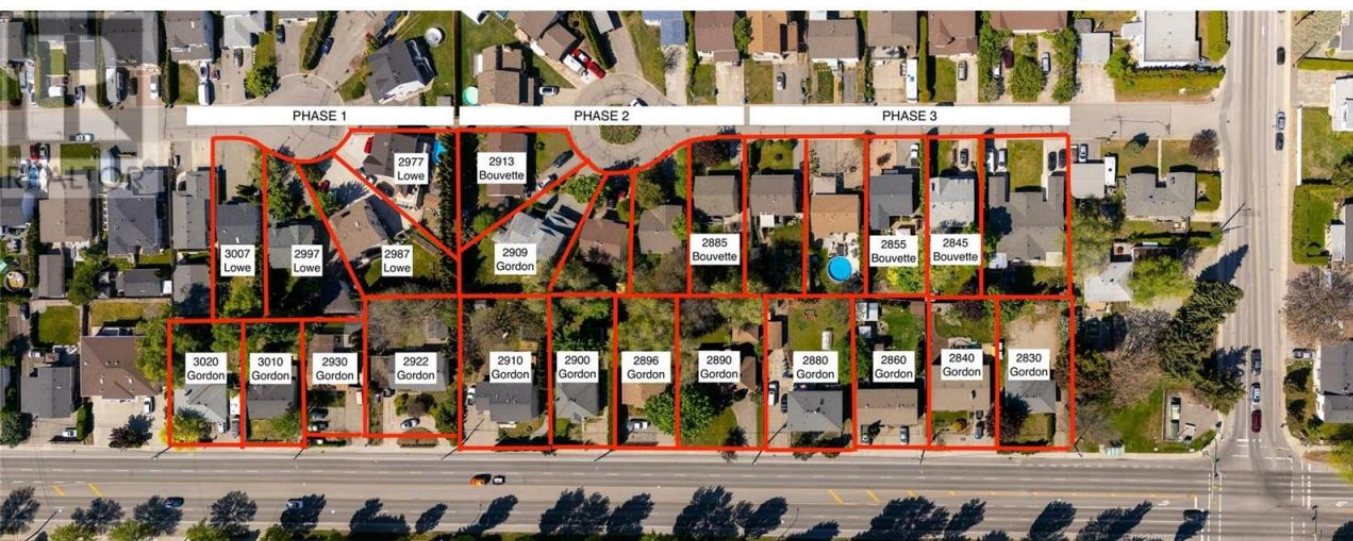 PHASE 1
PHASE 2
PHASE 3
REALTOR
2977
Lowe
2913
Bouvette
3007
Lowe
2997
Lowe
2987
Lowe
2909
Gordon
2885
Bouvette
2855
Bouvette
2845
Bouvette
3020
Gordon
3010
Gordon
2930
Gordon
2922
Gordon
2910
Gordon
2900
Gordon
2896
Gordon
2890
Gordon
2880
Gordon
2860
Gordon
2840
Gordon
2830
Gordon